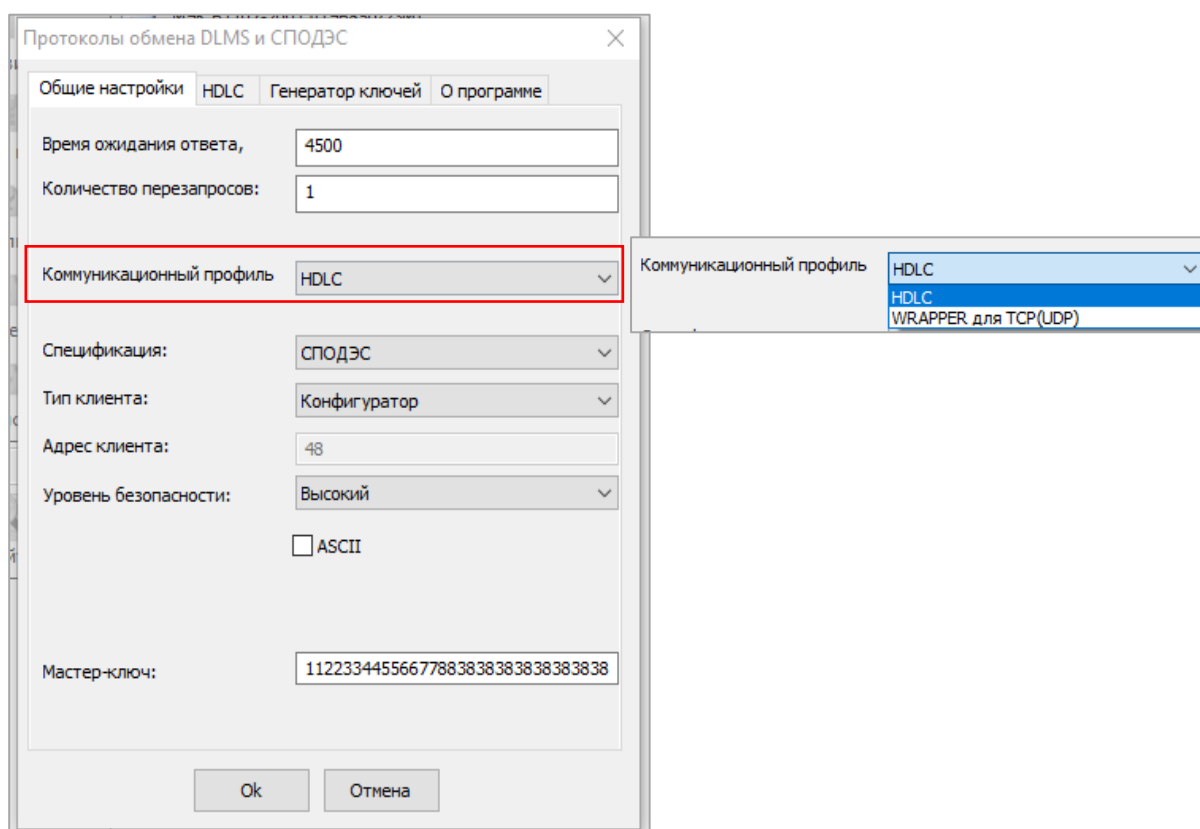 Протоколы обмена DLMS и СПОДЭС
Общие настройки HDLC Генератор ключей О программе
Время ожидания ответа, 4500
Количество перезапросов: 1
Коммуникационный профиль HDLC
Коммуникационный профиль HDLC
HDLC
WRAPPER для TCP(UDP)
Спецификация: СПОДЭС
Тип клиента: Конфигуратор
Адрес клиента: 48
Уровень безопасности: Высокий
ASCII
Мастер-ключ: 11223344556677883838383838383838
Ok Отмена